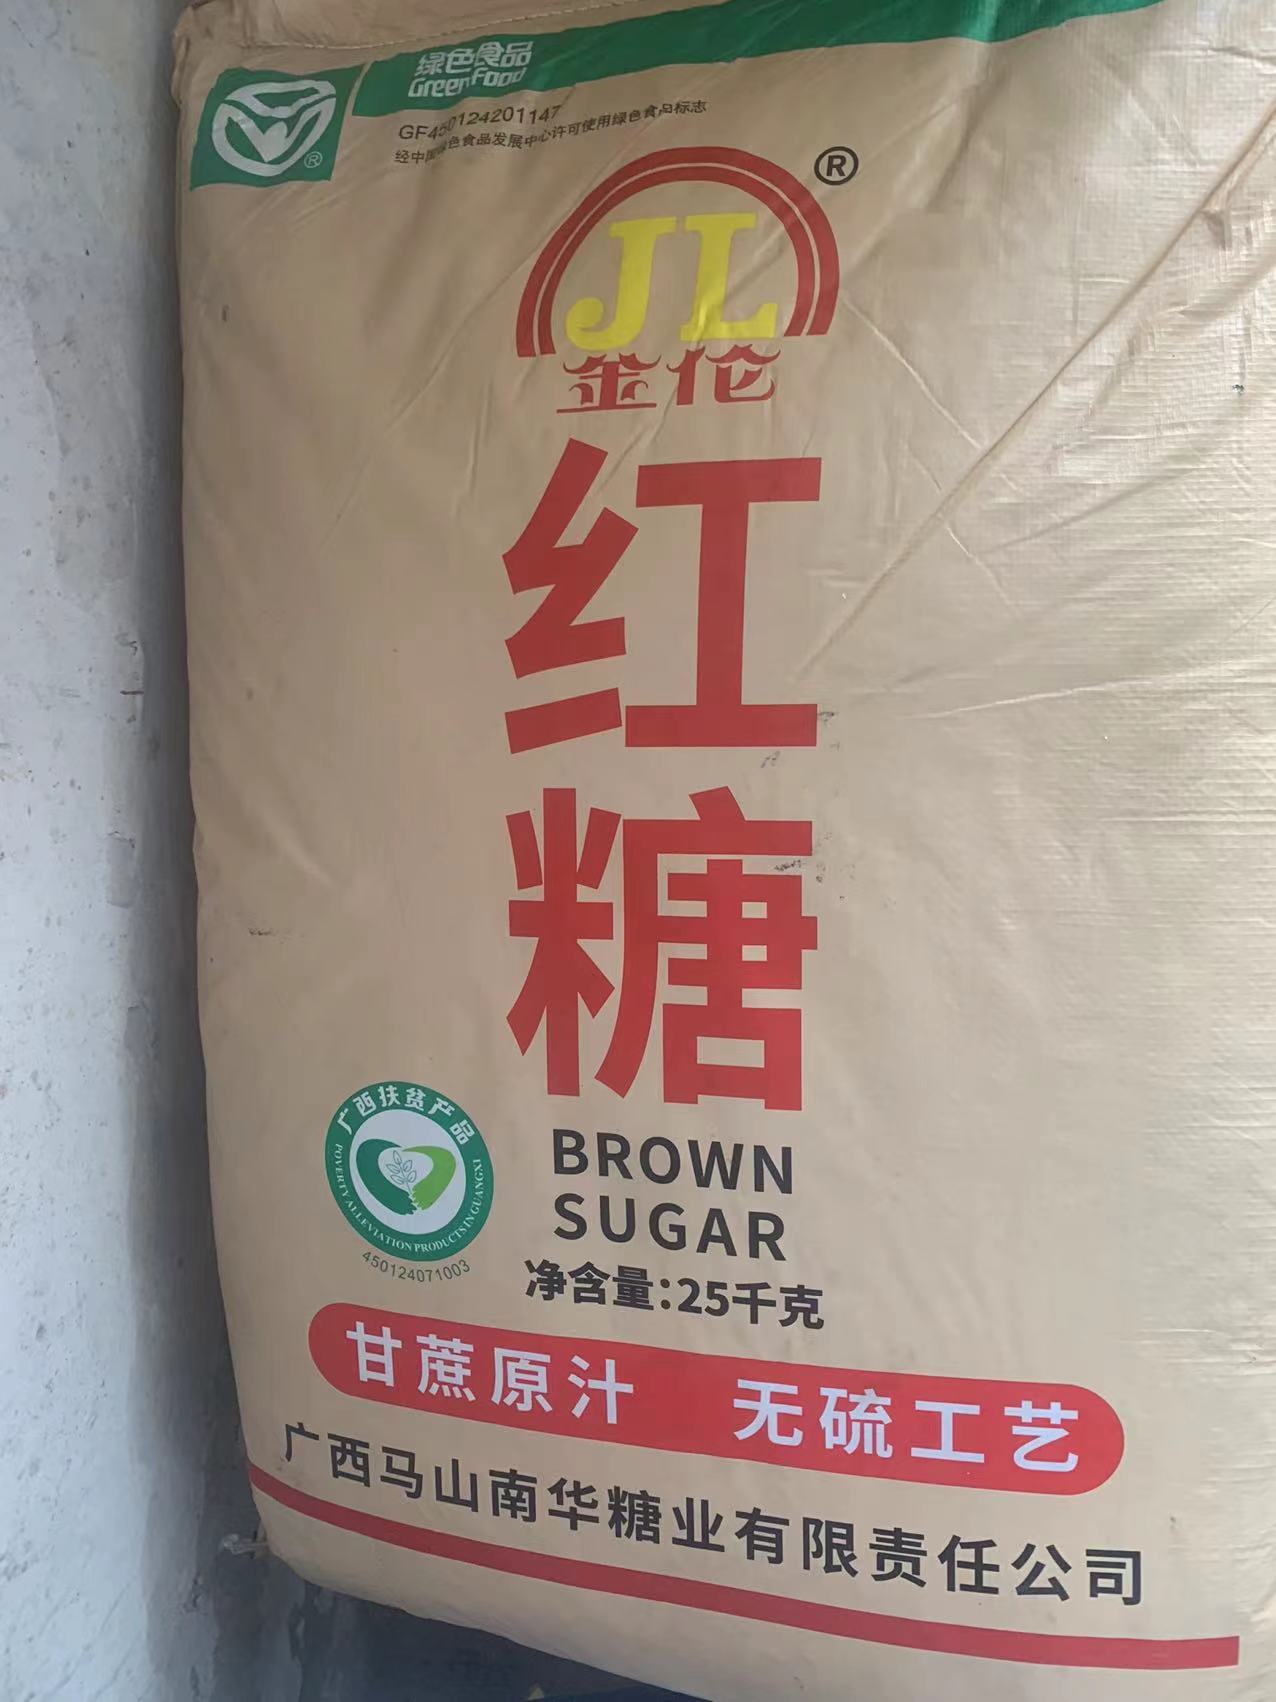 绿色食品
Green Food
GF450124201147
经中国绿色食品发展中心许可使用绿色食品标志
®
®
JL
金伦
红糖
广西扶贫产品
POVERTY ALLEVIATION PRODUCTS IN GUANGXI
450124071003
BROWN
SUGAR
净含量:25千克
甘蔗原汁 无硫工艺
广西马山南华糖业有限责任公司